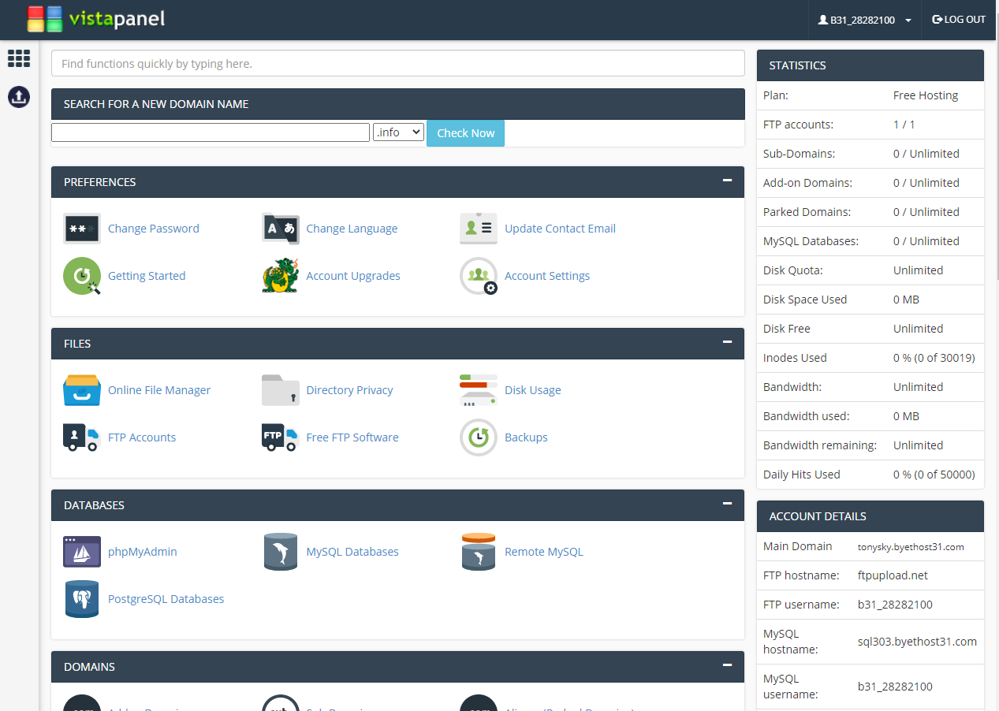 vistapanel
B31_28282100
LOG OUT
Find functions quickly by typing here.
SEARCH FOR A NEW DOMAIN NAME
.info
Check Now
PREFERENCES
**
Change Password
A あ
Change Language
Update Contact Email
Getting Started
Account Upgrades
Account Settings
FILES
Online File Manager
Directory Privacy
Disk Usage
FTP Accounts
FTP
Free FTP Software
Backups
DATABASES
phpMyAdmin
MySQL Databases
Remote MySQL
PostgreSQL Databases
DOMAINS
STATISTICS
Plan: Free Hosting
FTP accounts: 1 / 1
Sub-Domains: 0 / Unlimited
Add-on Domains: 0 / Unlimited
Parked Domains: 0 / Unlimited
MySQL Databases: 0 / Unlimited
Disk Quota: Unlimited
Disk Space Used 0 MB
Disk Free Unlimited
Inodes Used 0 % (0 of 30019)
Bandwidth: Unlimited
Bandwidth used: 0 MB
Bandwidth remaining: Unlimited
Daily Hits Used 0 % (0 of 50000)
ACCOUNT DETAILS
Main Domain tonysky.byethost31.com
FTP hostname: ftpupload.net
FTP username: b31_28282100
MySQL
hostname:
sql303.byethost31.com
MySQL
username:
b31_28282100